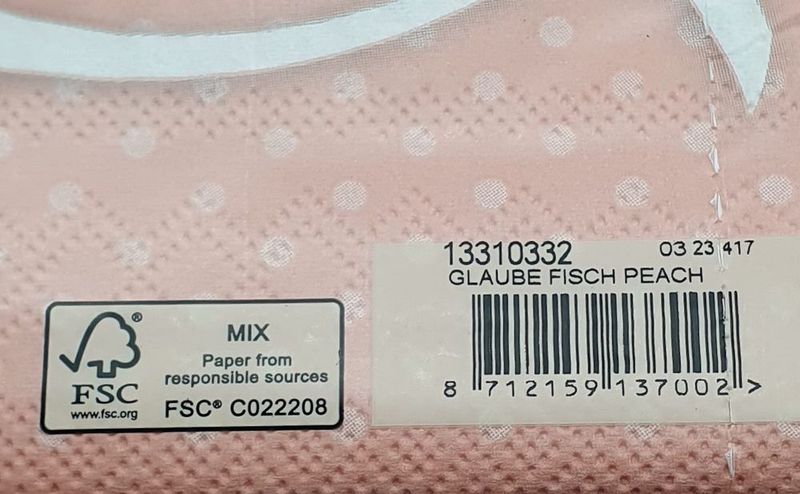 13310332 03 23 417
GLAUBE FISCH PEACH
8 712159 137002 >
FSC
www.fsc.org
®
MIX
Paper from
responsible sources
FSC® C022208